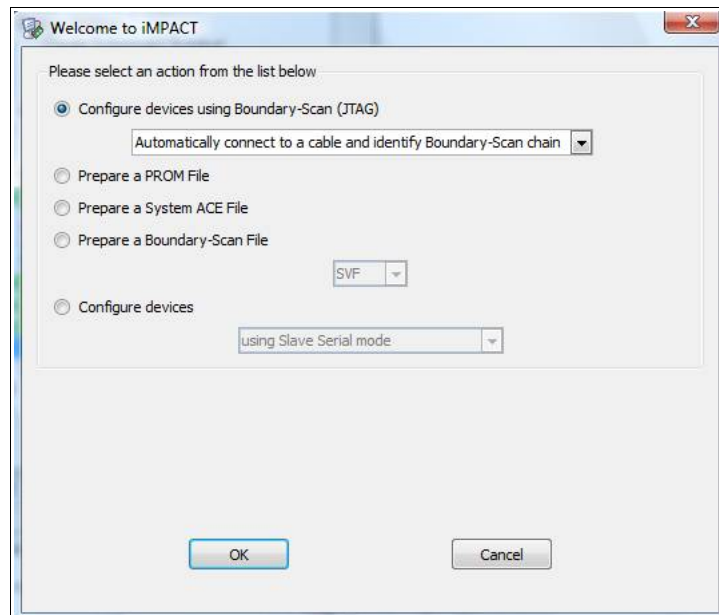 Welcome to iMPACT
Please select an action from the list below
Configure devices using Boundary-Scan (JTAG)
Automatically connect to a cable and identify Boundary-Scan chain
Prepare a PROM File
Prepare a System ACE File
Prepare a Boundary-Scan File
SVF
Configure devices
using Slave Serial mode
OK
Cancel